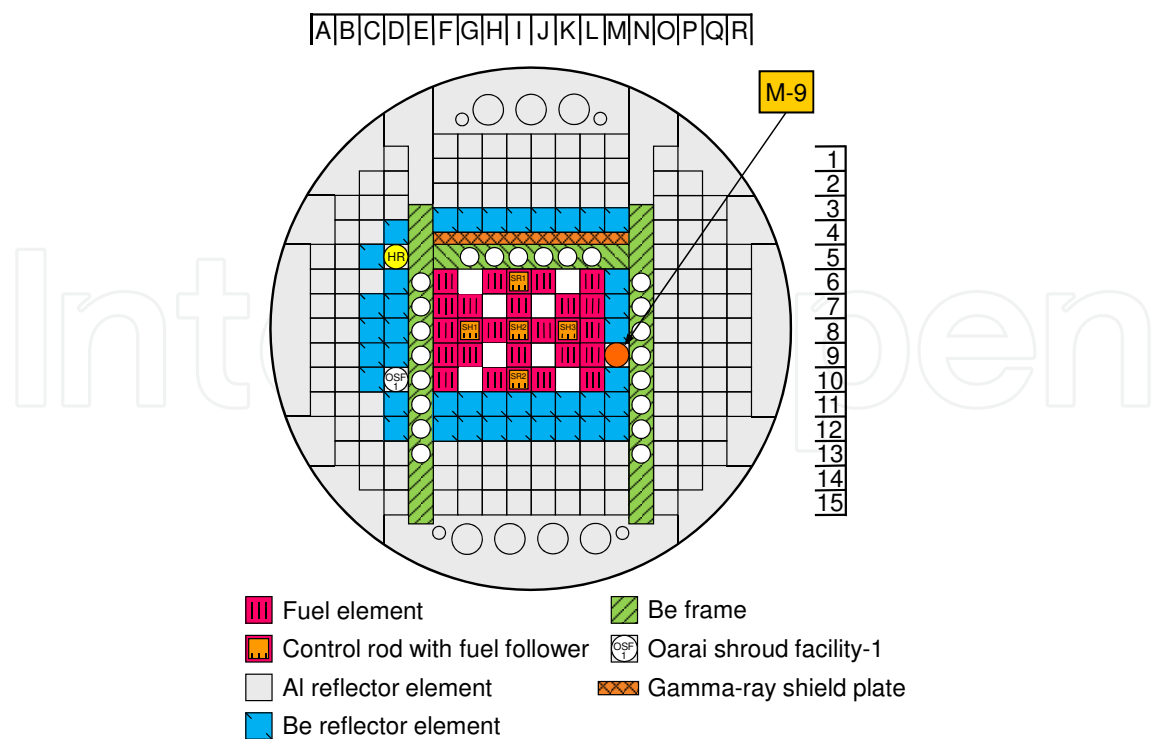 A B C D E F G H I J K L M N O P Q R
M-9
1
2
3
4
5
6
7
8
9
10
11
12
13
14
15
HR
SR1
SH1 SH2 SH3
OSF
1
SR2
Fuel element
Control rod with fuel follower
Al reflector element
Be reflector element
Be frame
OSF
1
Oarai shroud facility-1
Gamma-ray shield plate
Inte
pen